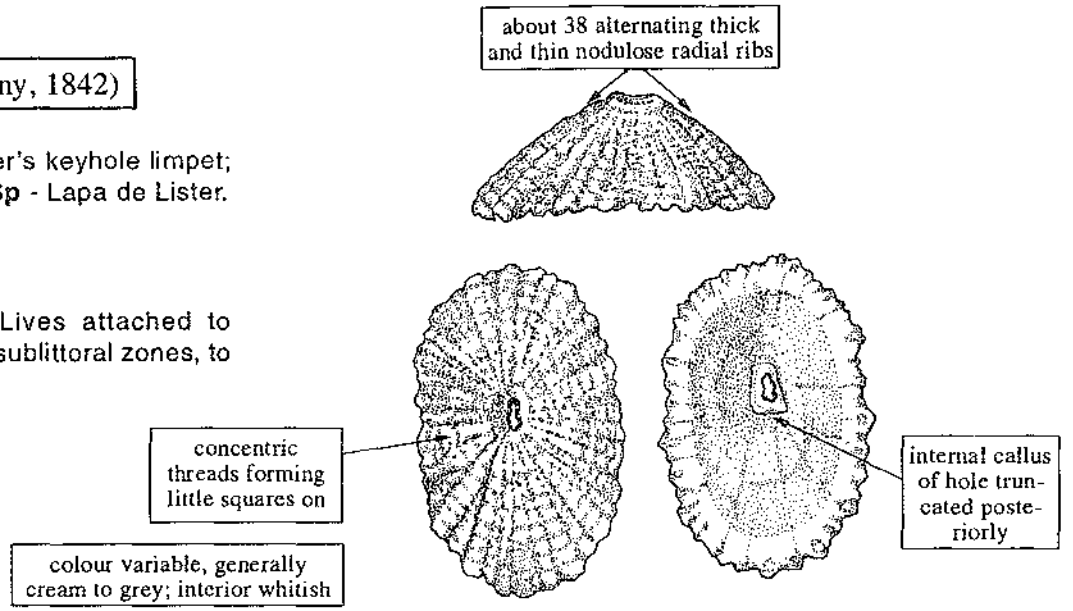 about 38 alternating thick
and thin nodulose radial ribs
ny, 1842)
er's keyhole limpet;
Sp - Lapa de Lister.
Lives attached to
sublittoral zones, to
concentric
threads forming
little squares on
internal callus
of hole trun-
cated poste-
riorly
colour variable, generally
cream to grey; interior whitish